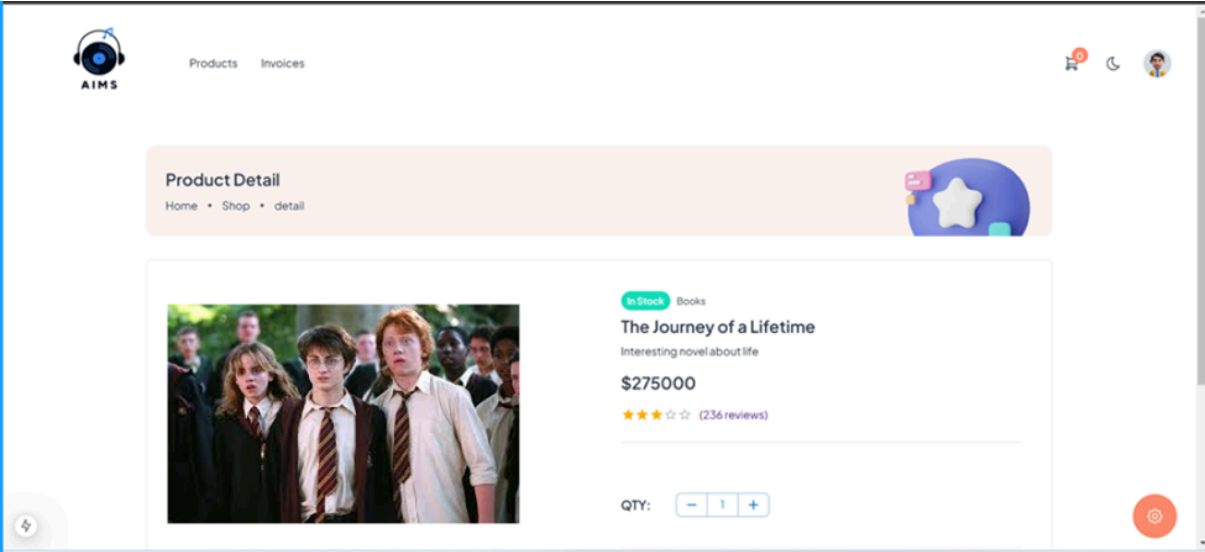 AIMS
Products Invoices
0
Product Detail
Home • Shop • detail
In Stock Books
The Journey of a Lifetime
Interesting novel about life
$275000
(236 reviews)
QTY: − 1 +